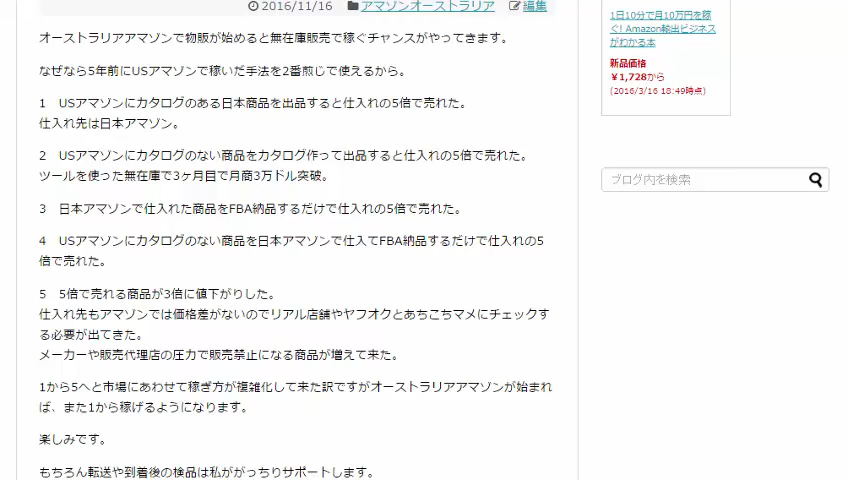 2016/11/16 アマゾンオーストラリア 編集
オーストラリアアマゾンで物販が始めると無在庫販売で稼ぐチャンスがやってきます。
なぜなら5年前にUSアマゾンで稼いだ手法を2番煎じで使えるから。
1 USアマゾンにカタログのある日本商品を出品すると仕入れの5倍で売れた。
仕入れ先は日本アマゾン。
2 USアマゾンにカタログのない商品をカタログ作って出品すると仕入れの5倍で売れた。
ツールを使った無在庫で3ヶ月目で月商3万ドル突破。
3 日本アマゾンで仕入れた商品をFBA納品するだけで仕入れの5倍で売れた。
4 USアマゾンにカタログのない商品を日本アマゾンで仕入てFBA納品するだけで仕入れの5
倍で売れた。
5 5倍で売れる商品が3倍に値下がりした。
仕入れ先もアマゾンでは価格差がないのでリアル店舗やヤフオクとあちこちマメにチェックす
る必要が出てきた。
メーカーや販売代理店の圧力で販売禁止になる商品が増えて来た。
1から5へと市場にあわせて稼ぎ方が複雑化して来た訳ですがオーストラリアアマゾンが始まれ
ば、また1から稼げるようになります。
楽しみです。
もちろん転送や到着後の検品は私ががっちりサポートします。
1日10分で月10万円を稼
ぐ! Amazon輸出ビジネス
がわかる本
新品価格
￥1,728から
(2016/3/16 18:49時点)
ブログ内を検索